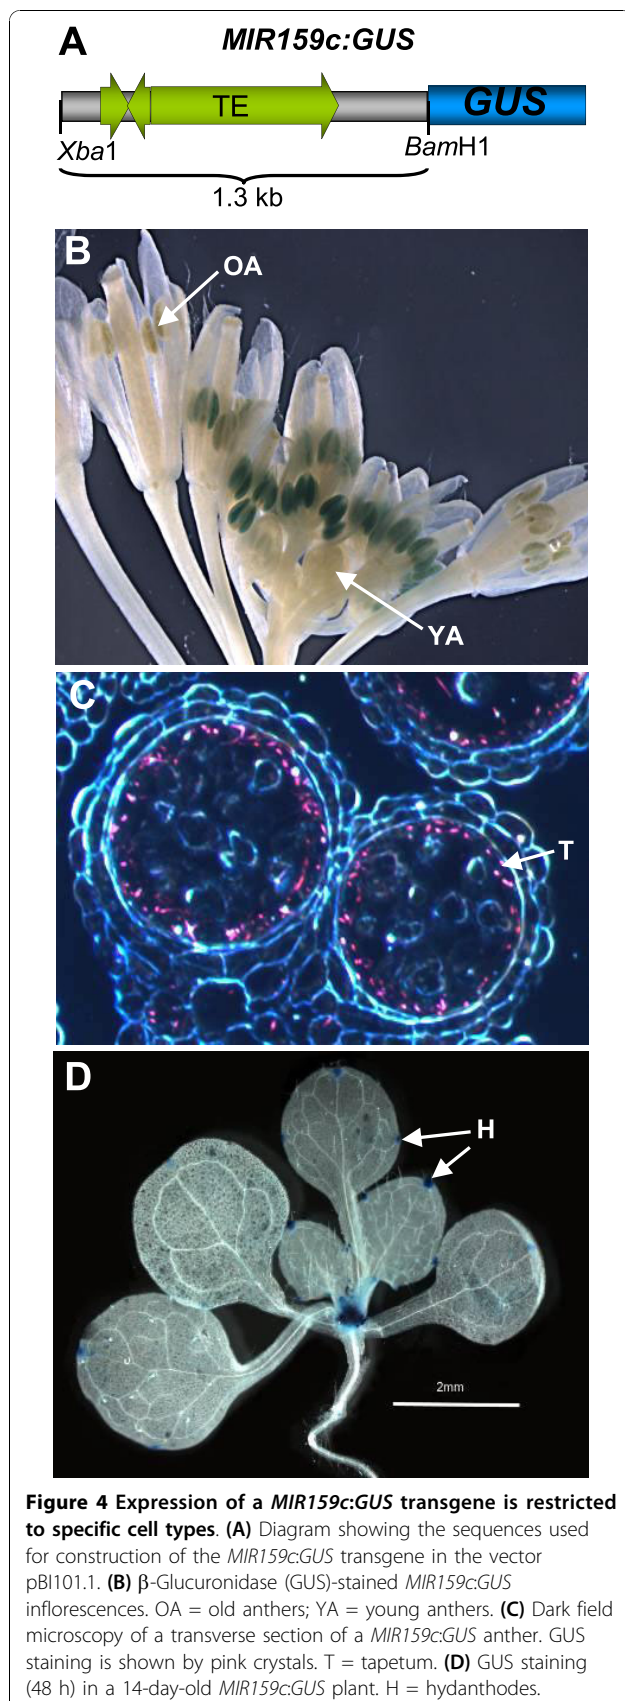 A
MIR159c:GUS
TE
GUS
Xba1
BamH1
1.3 kb
B
OA
YA
C
T
D
H
2mm
Figure 4 Expression of a MIR159c:GUS transgene is restricted
to specific cell types. (A) Diagram showing the sequences used
for construction of the MIR159c:GUS transgene in the vector
pBI101.1. (B) β-Glucuronidase (GUS)-stained MIR159c:GUS
inflorescences. OA = old anthers; YA = young anthers. (C) Dark field
microscopy of a transverse section of a MIR159c:GUS anther. GUS
staining is shown by pink crystals. T = tapetum. (D) GUS staining
(48 h) in a 14-day-old MIR159c:GUS plant. H = hydanthodes.